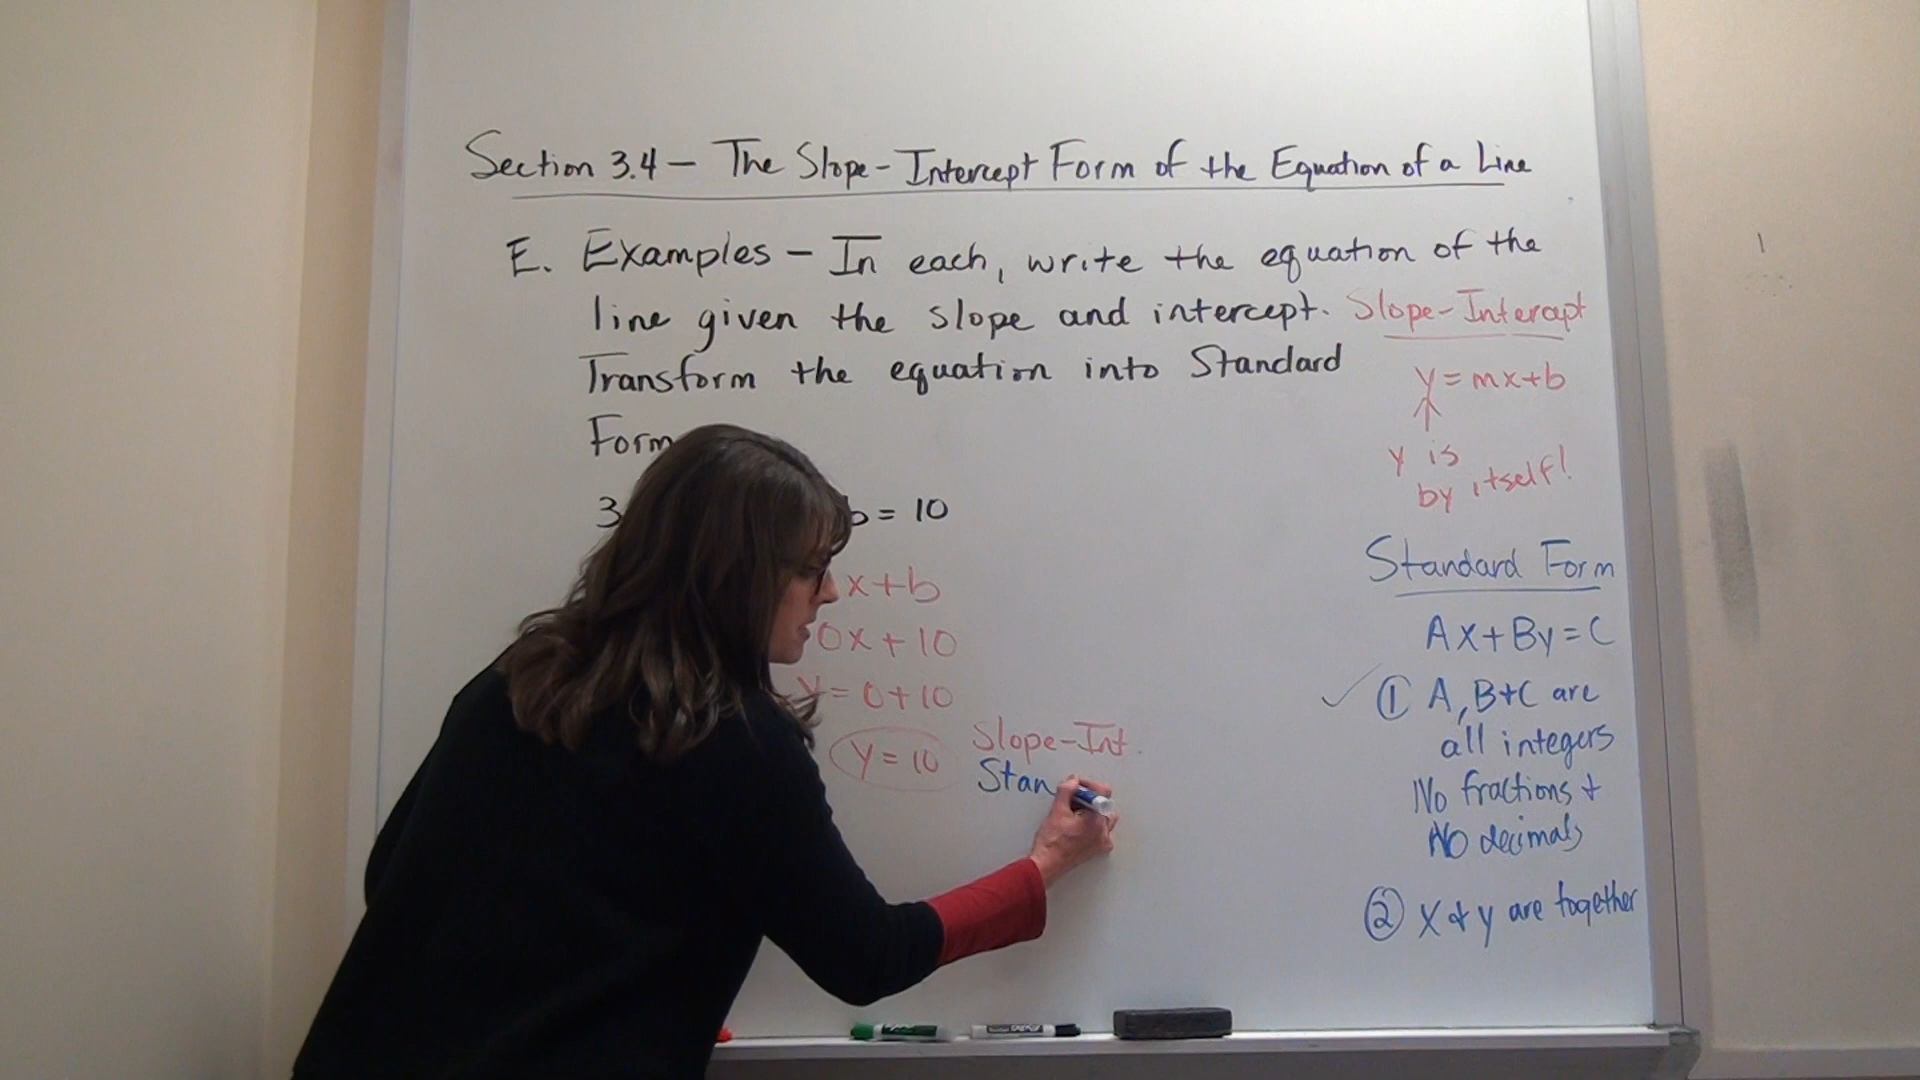 Section 3.4 – The Slope-Intercept Form of the Equation of a Line
E. Examples – In each, write the equation of the
line given the slope and intercept.
Transform the equation into Standard
Form
3
b = 10
x+b
0x + 10
y = 0+10
y = 10
Slope-Int.
Stan
Slope-Intercept
y = mx+b
y is
by itself!
Standard Form
Ax + By = C
✓ ① A, B+C are
all integers
No fractions +
No decimals
② x & y are together